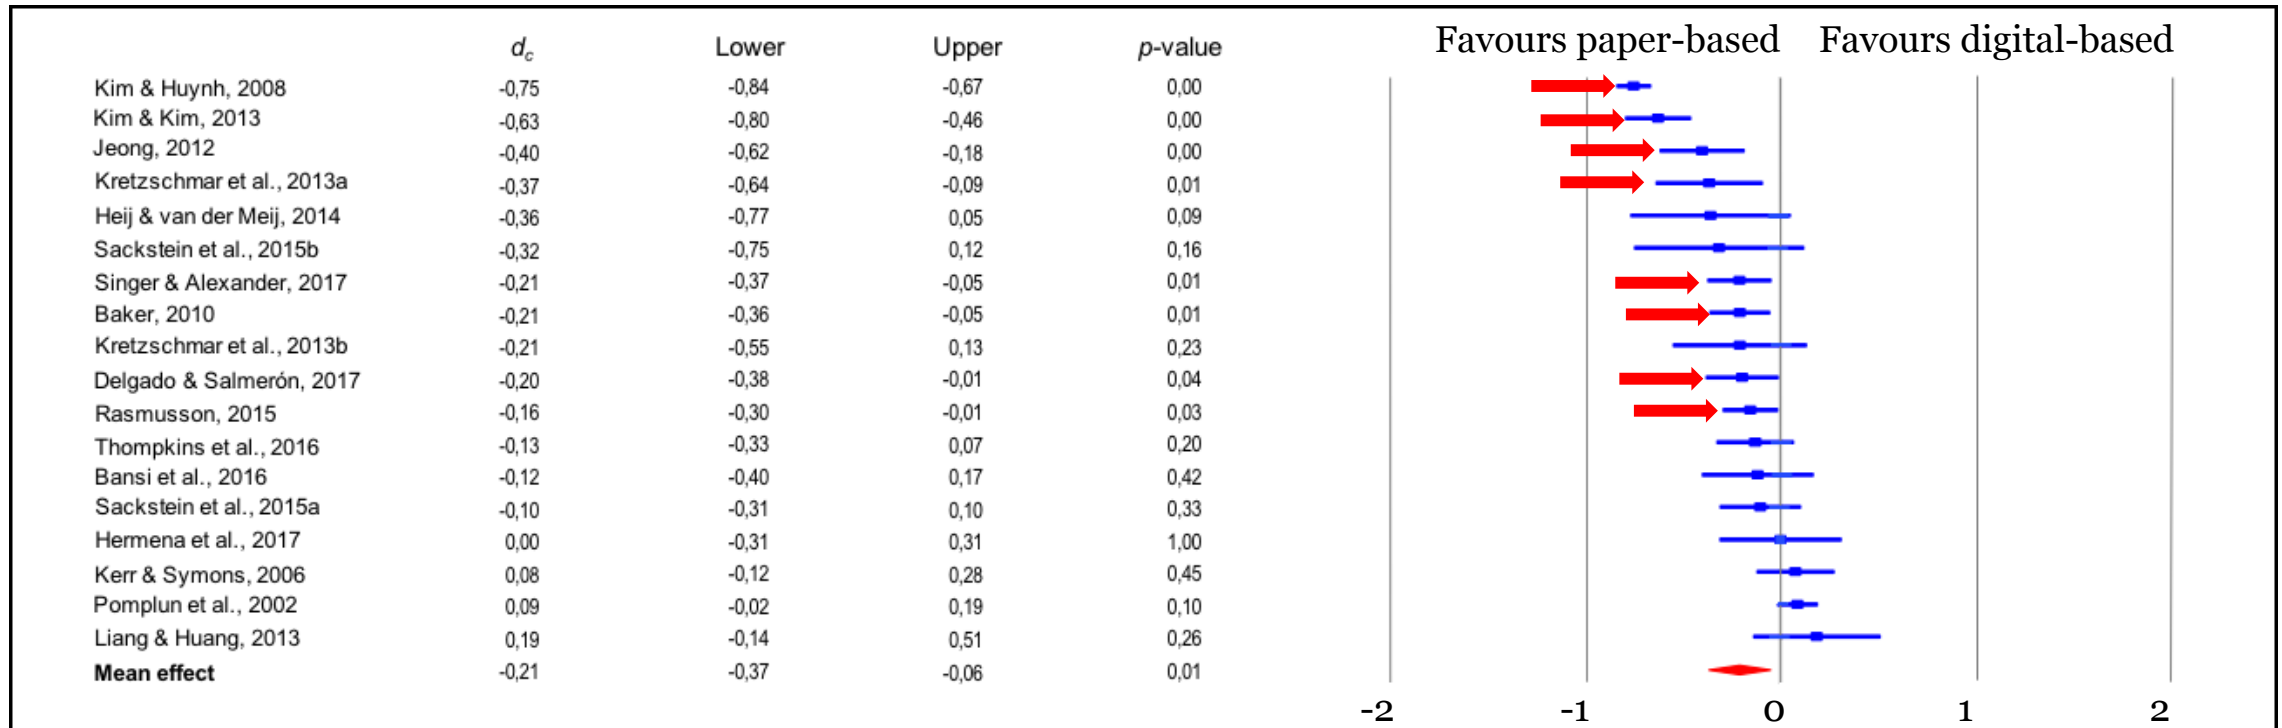 d_c Lower Upper p-value Favours paper-based Favours digital-based
Kim & Huynh, 2008 -0,75 -0,84 -0,67 0,00
Kim & Kim, 2013 -0,63 -0,80 -0,46 0,00
Jeong, 2012 -0,40 -0,62 -0,18 0,00
Kretzschmar et al., 2013a -0,37 -0,64 -0,09 0,01
Heij & van der Meij, 2014 -0,36 -0,77 0,05 0,09
Sackstein et al., 2015b -0,32 -0,75 0,12 0,16
Singer & Alexander, 2017 -0,21 -0,37 -0,05 0,01
Baker, 2010 -0,21 -0,36 -0,05 0,01
Kretzschmar et al., 2013b -0,21 -0,55 0,13 0,23
Delgado & Salmerón, 2017 -0,20 -0,38 -0,01 0,04
Rasmusson, 2015 -0,16 -0,30 -0,01 0,03
Thompkins et al., 2016 -0,13 -0,33 0,07 0,20
Bansi et al., 2016 -0,12 -0,40 0,17 0,42
Sackstein et al., 2015a -0,10 -0,31 0,10 0,33
Hermena et al., 2017 0,00 -0,31 0,31 1,00
Kerr & Symons, 2006 0,08 -0,12 0,28 0,45
Pomplun et al., 2002 0,09 -0,02 0,19 0,10
Liang & Huang, 2013 0,19 -0,14 0,51 0,26
Mean effect -0,21 -0,37 -0,06 0,01
-2 -1 0 1 2